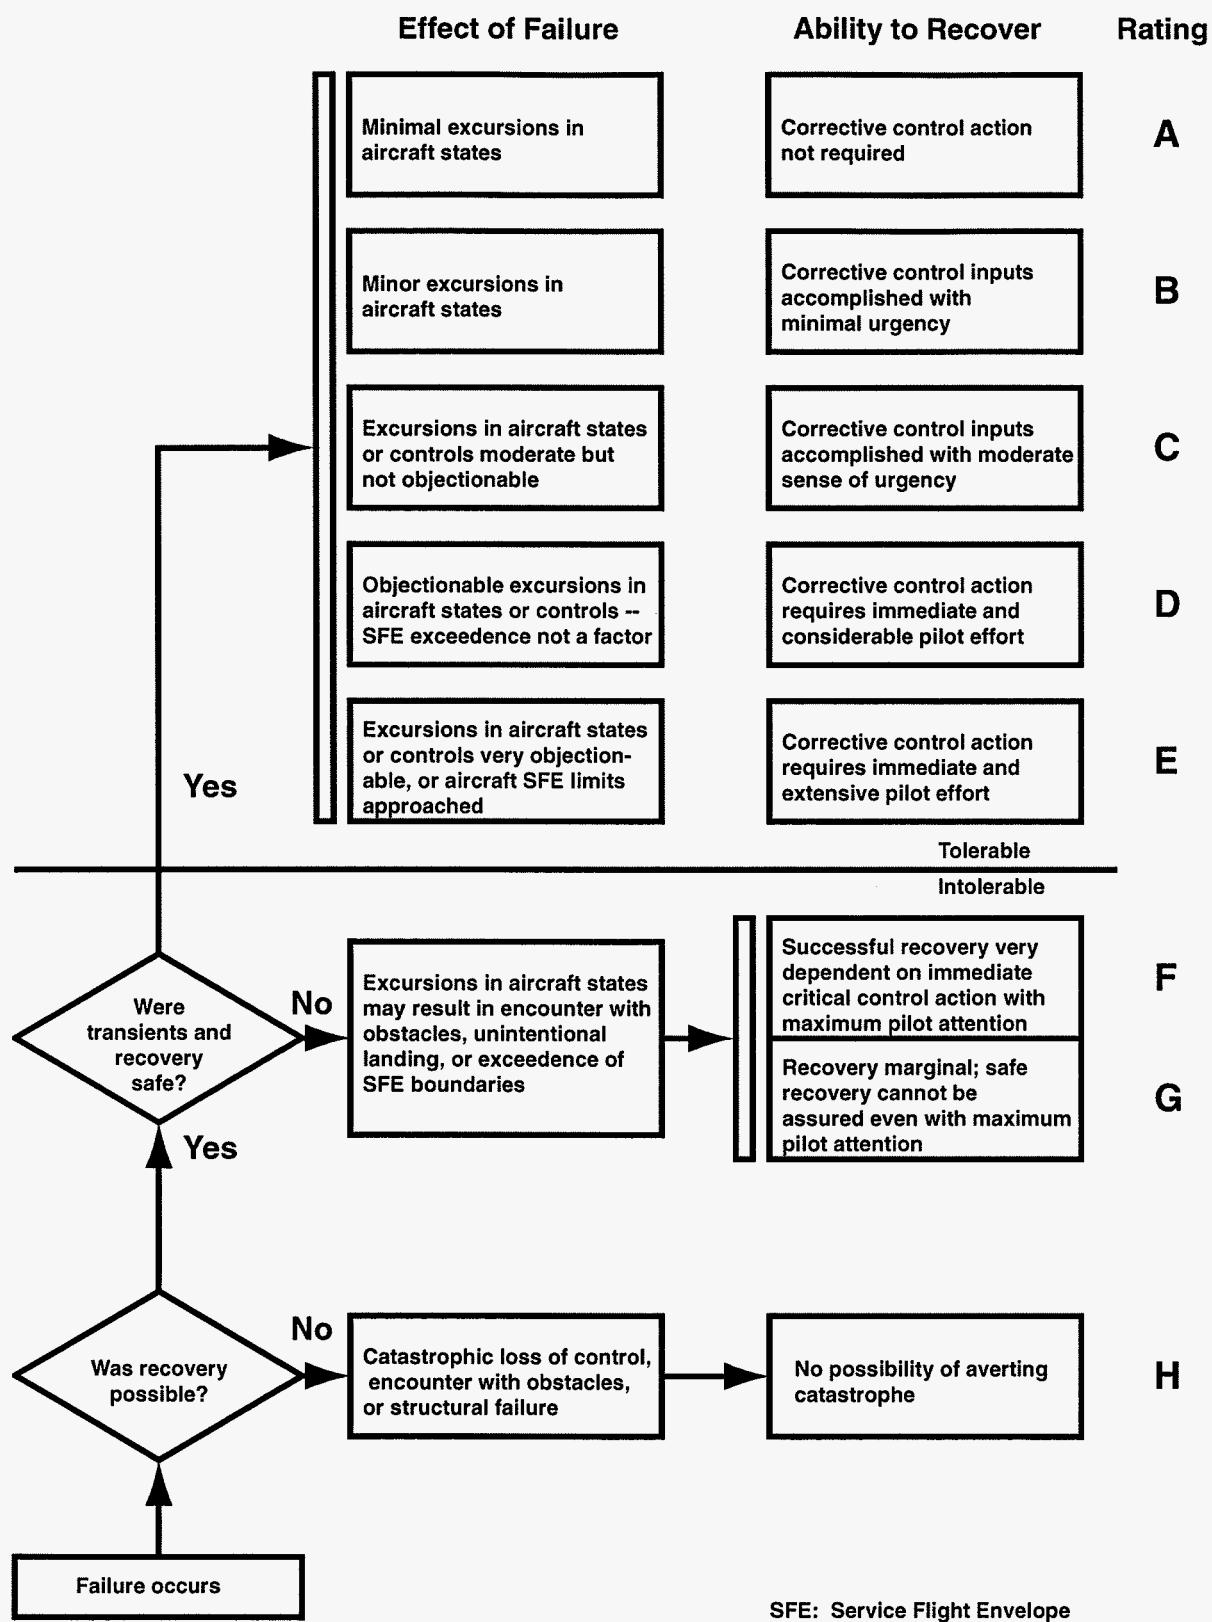 Effect of Failure
Ability to Recover
Rating
Minimal excursions in
aircraft states
Corrective control action
not required
A
Minor excursions in
aircraft states
Corrective control inputs
accomplished with
minimal urgency
B
Excursions in aircraft states
or controls moderate but
not objectionable
Corrective control inputs
accomplished with moderate
sense of urgency
C
Objectionable excursions in
aircraft states or controls --
SFE exceedence not a factor
Corrective control action
requires immediate and
considerable pilot effort
D
Excursions in aircraft states
or controls very objection-
able, or aircraft SFE limits
approached
Corrective control action
requires immediate and
extensive pilot effort
E
Yes
Tolerable
Intolerable
Were
transients and
recovery
safe?
No
Excursions in aircraft states
may result in encounter with
obstacles, unintentional
landing, or exceedence of
SFE boundaries
Successful recovery very
dependent on immediate
critical control action with
maximum pilot attention
F
Recovery marginal; safe
recovery cannot be
assured even with maximum
pilot attention
G
Yes
Was recovery
possible?
No
Catastrophic loss of control,
encounter with obstacles,
or structural failure
No possibility of averting
catastrophe
H
Failure occurs
SFE: Service Flight Envelope